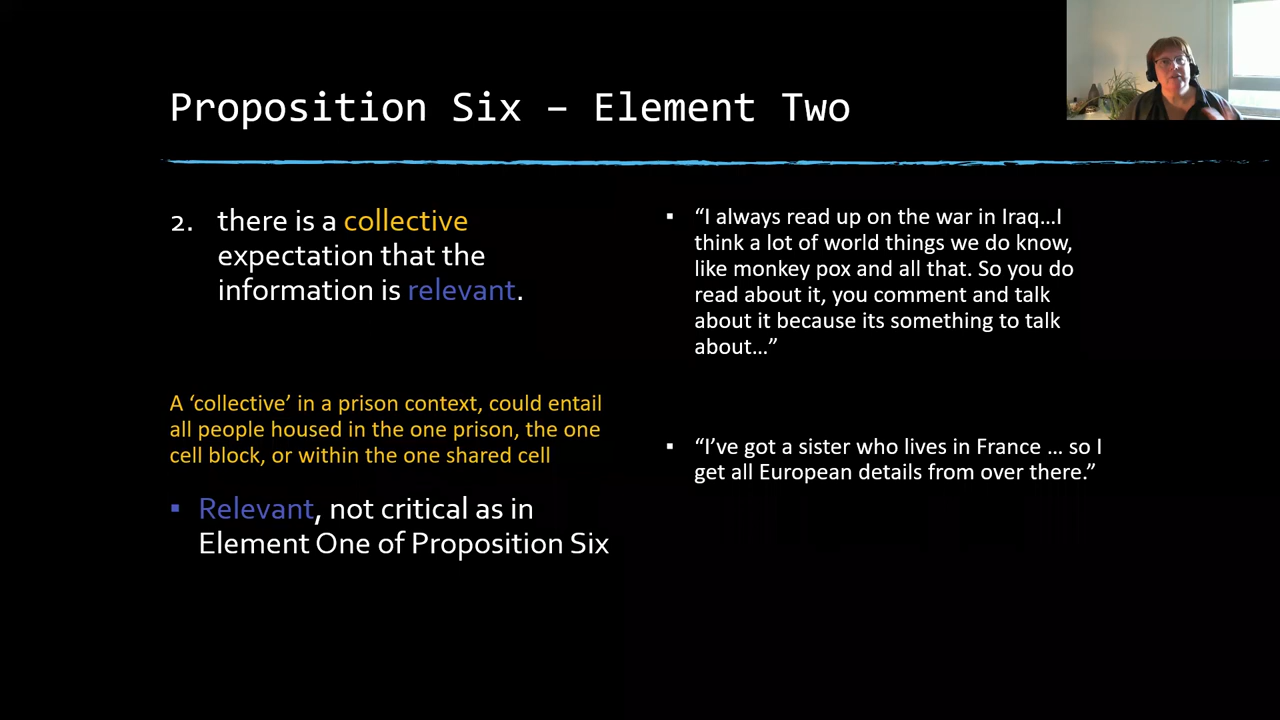 Proposition Six – Element Two
2. there is a collective
expectation that the
information is relevant.
A ‘collective’ in a prison context, could entail
all people housed in the one prison, the one
cell block, or within the one shared cell
▪ Relevant, not critical as in
Element One of Proposition Six
▪ “I always read up on the war in Iraq…I
think a lot of world things we do know,
like monkey pox and all that. So you do
read about it, you comment and talk
about it because its something to talk
about…”
▪ “I’ve got a sister who lives in France … so I
get all European details from over there.”